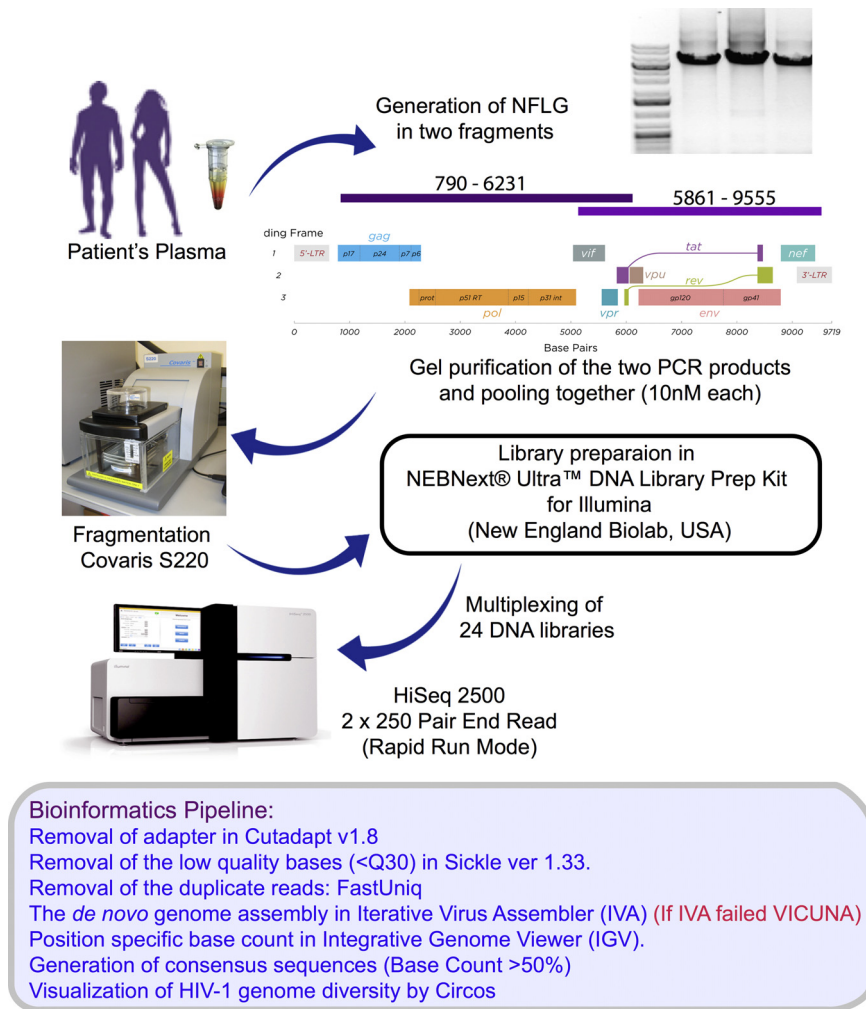 Generation of NFLG
in two fragments
Patient's Plasma
790 - 6231
5861 - 9555
ding Frame
1
2
3
5'-LTR
gag
p17
p24
p7 p6
vif
tat
nef
vpu
rev
3'-LTR
prot
p51 RT
p15
p31 int
pol
vpr
gp120
gp41
env
0
1000
2000
3000
4000
5000
6000
7000
8000
9000
9719
Base Pairs
Gel purification of the two PCR products
and pooling together (10nM each)
Covaris
Fragmentation
Covaris S220
Library preparaion in
NEBNext® Ultra™ DNA Library Prep Kit
for Illumina
(New England Biolab, USA)
Multiplexing of
24 DNA libraries
HiSeq 2500
2 x 250 Pair End Read
(Rapid Run Mode)
Bioinformatics Pipeline:
Removal of adapter in Cutadapt v1.8
Removal of the low quality bases (<Q30) in Sickle ver 1.33.
Removal of the duplicate reads: FastUniq
The de novo genome assembly in Iterative Virus Assembler (IVA) (If IVA failed VICUNA)
Position specific base count in Integrative Genome Viewer (IGV).
Generation of consensus sequences (Base Count >50%)
Visualization of HIV-1 genome diversity by Circos